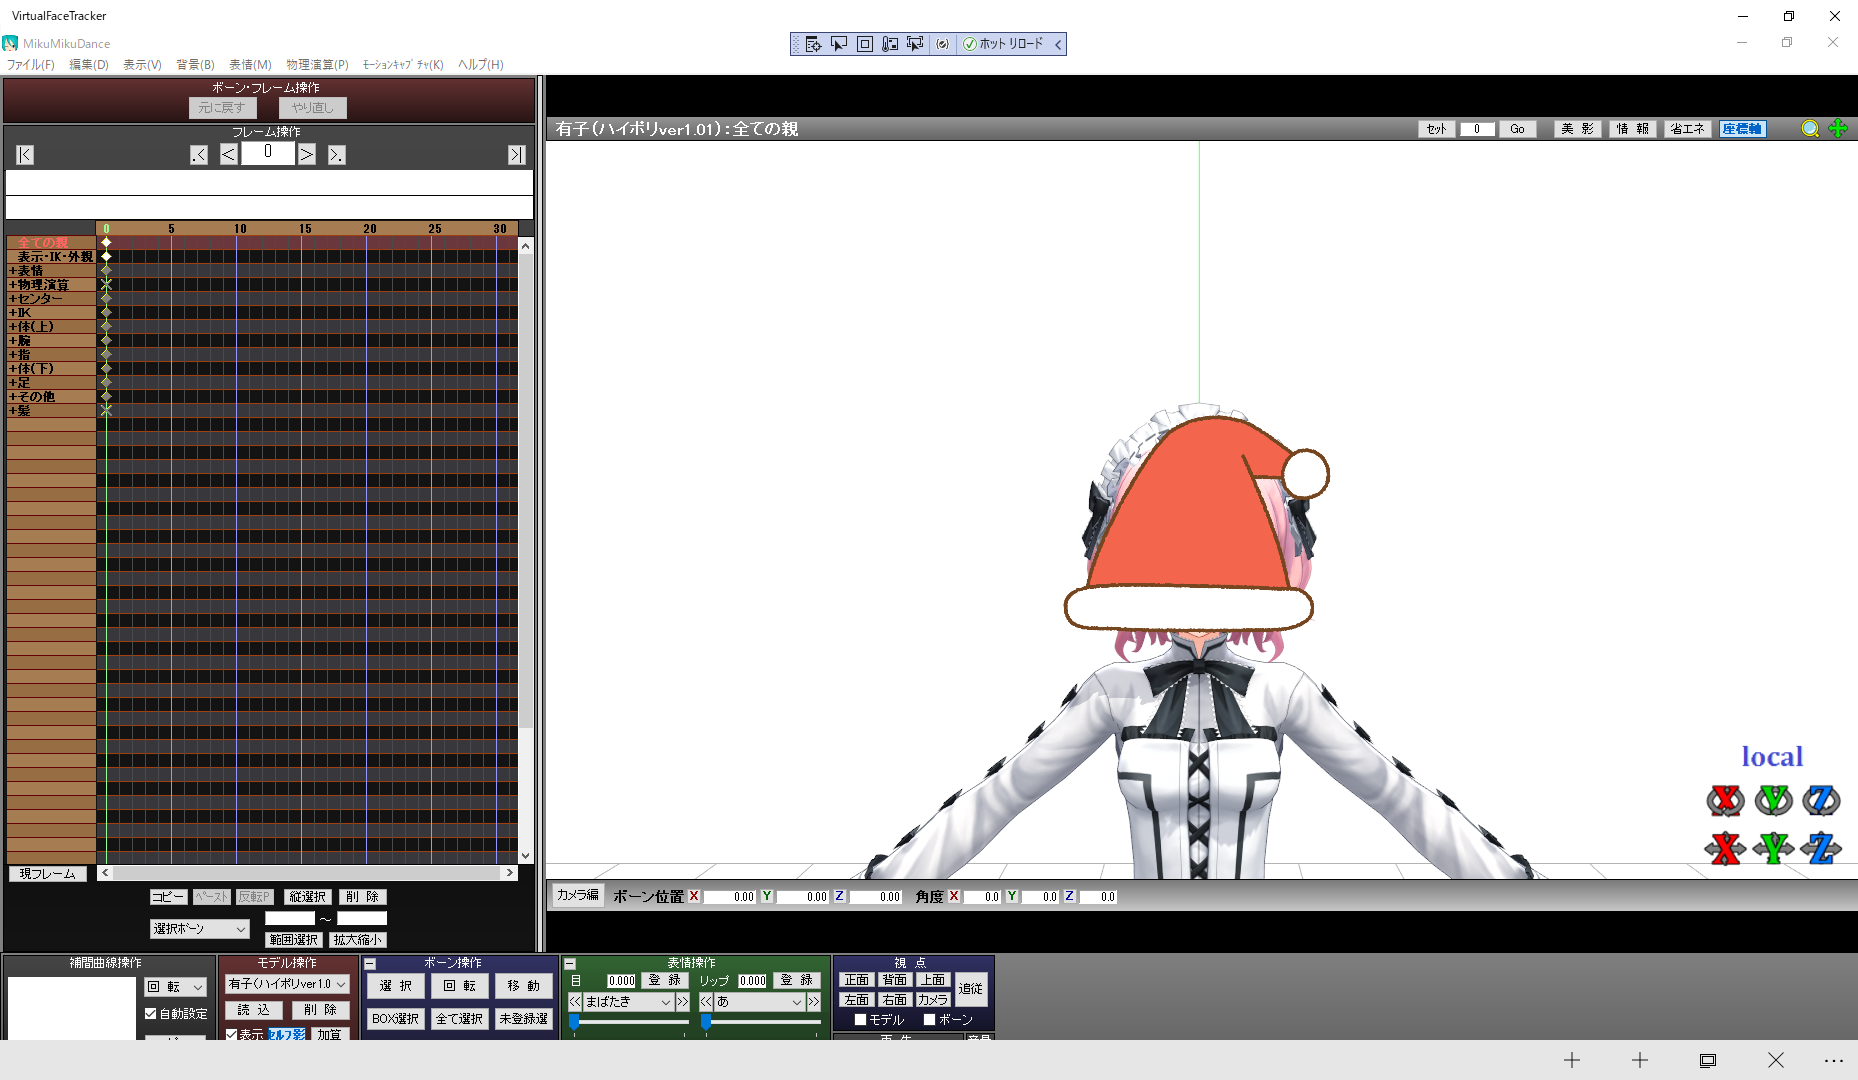 VirtualFaceTracker
MikuMikuDance
ホット リロード
ファイル(F) 編集(D) 表示(V) 背景(B) 表情(M) 物理演算(P) ﾓｰｼｮﾝｷｬﾌﾟﾁｬ(K) ヘルプ(H)
ボーン・フレーム操作
元に戻す やり直し
フレーム操作
|< .< < 0 > >. >|
有子(ハイポリver1.01):全ての親
ｾｯﾄ 0 Go 美 影 情 報 省エネ 座標軸
0 5 10 15 20 25 30
全ての親
表示・IK・外親
+表情
+物理演算
+センター
+IK
+体(上)
+腕
+指
+体(下)
+足
+その他
+髪
local
X Y Z
X Y Z
現フレーム
コピー ペースト 反転P 縦選択 削 除
選択ボーン ～
範囲選択 拡大縮小
カメラ編 ボーン位置 X 0.00 Y 0.00 Z 0.00 角度 X 0.0 Y 0.0 Z 0.0
補間曲線操作
回 転
自動設定
モデル操作
有子(ハイポリver1.0
読 込 削 除
表示 ｾﾙﾌ影 加算
ボーン操作
選 択 回 転 移 動
BOX選択 全て選択 未登録選
表情操作
目 0.000 登 録 リップ 0.000 登 録
<< まばたき >> << あ >>
視 点
正面 背面 上面 追従
左面 右面 カメラ
モデル ボーン